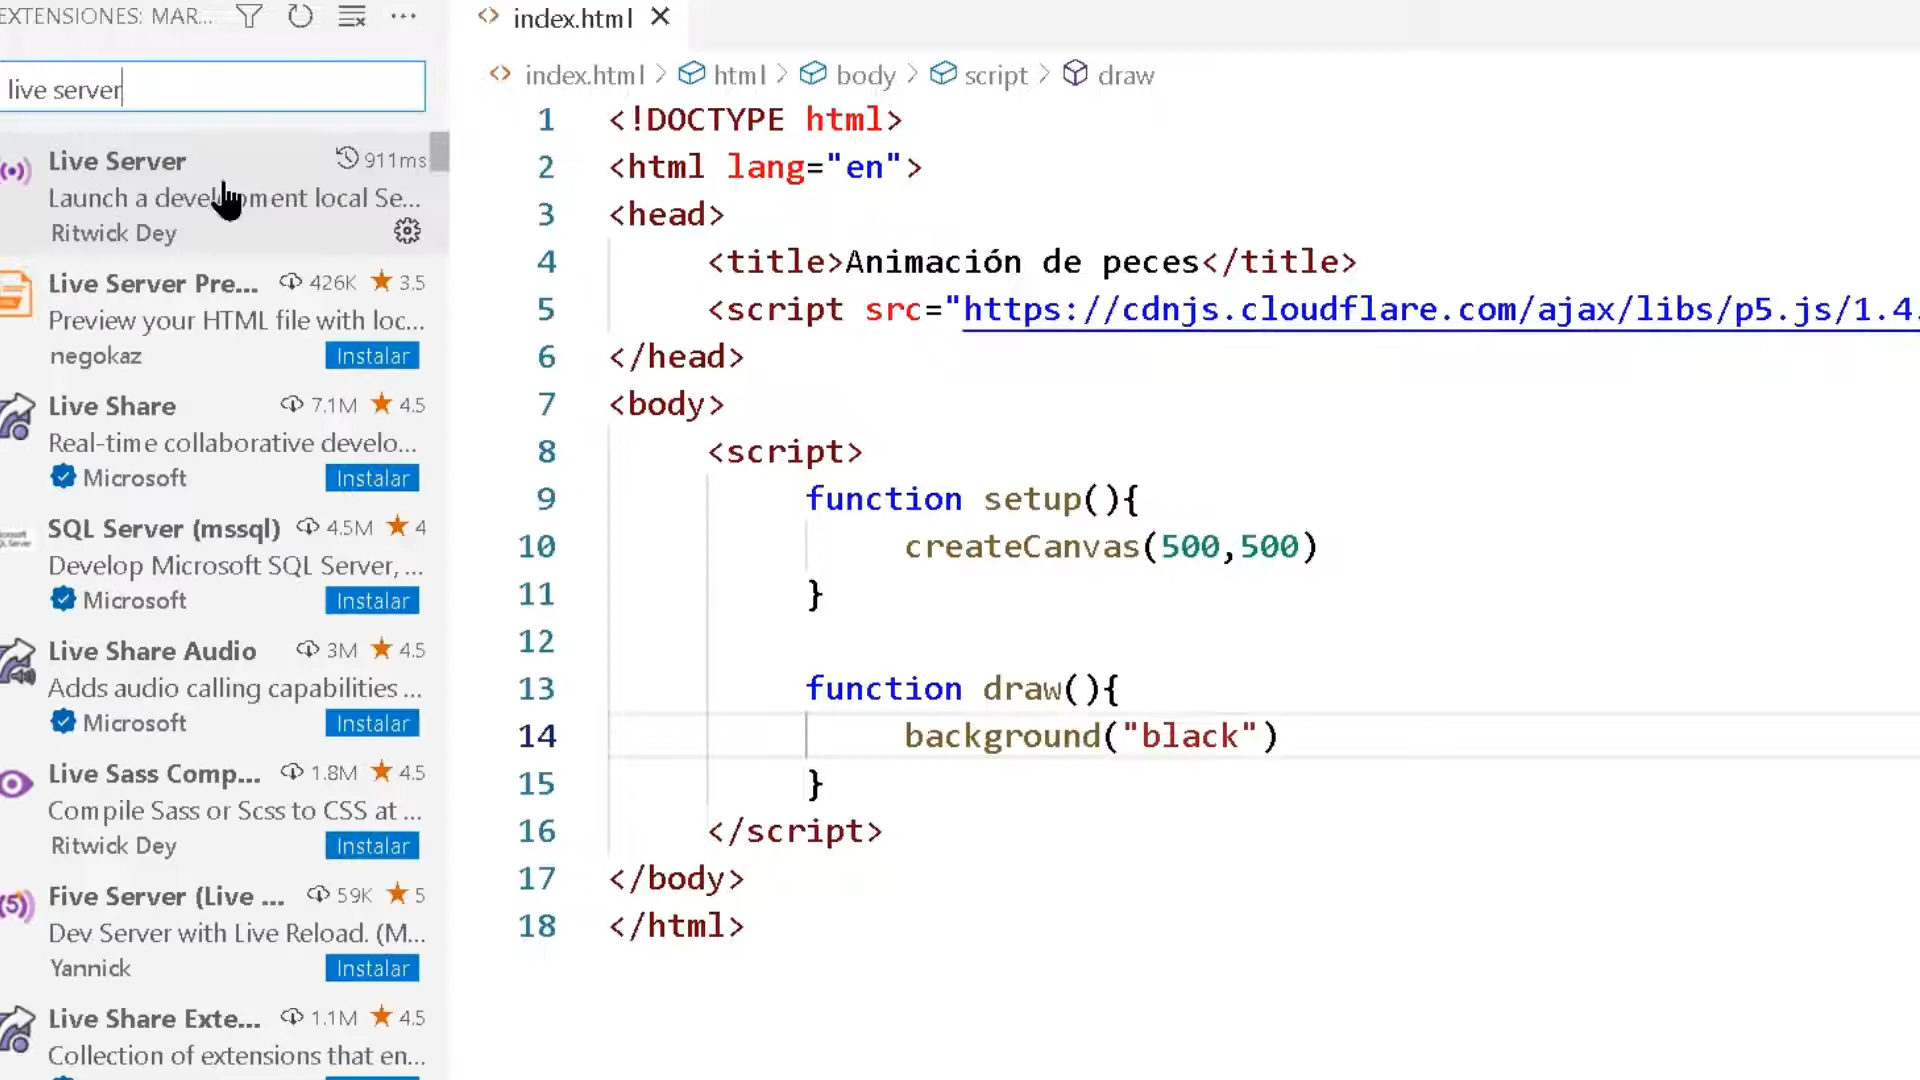 EXTENSIONES: MAR...
live server
Live Server 911ms
Launch a development local Se...
Ritwick Dey
Live Server Pre... 426K 3.5
Preview your HTML file with loc...
negokaz Instalar
Live Share 7.1M 4.5
Real-time collaborative develo...
Microsoft Instalar
SQL Server (mssql) 4.5M 4
Develop Microsoft SQL Server, ...
Microsoft Instalar
Live Share Audio 3M 4.5
Adds audio calling capabilities ...
Microsoft Instalar
Live Sass Comp... 1.8M 4.5
Compile Sass or Scss to CSS at ...
Ritwick Dey Instalar
Five Server (Live ... 59K 5
Dev Server with Live Reload. (M...
Yannick Instalar
Live Share Exte... 1.1M 4.5
Collection of extensions that en...
index.html
index.html > html > body > script > draw
1 <!DOCTYPE html>
2 <html lang="en">
3 <head>
4 <title>Animación de peces</title>
5 <script src="https://cdnjs.cloudflare.com/ajax/libs/p5.js/1.4.
6 </head>
7 <body>
8 <script>
9 function setup(){
10 createCanvas(500,500)
11 }
12
13 function draw(){
14 background("black")
15 }
16 </script>
17 </body>
18 </html>